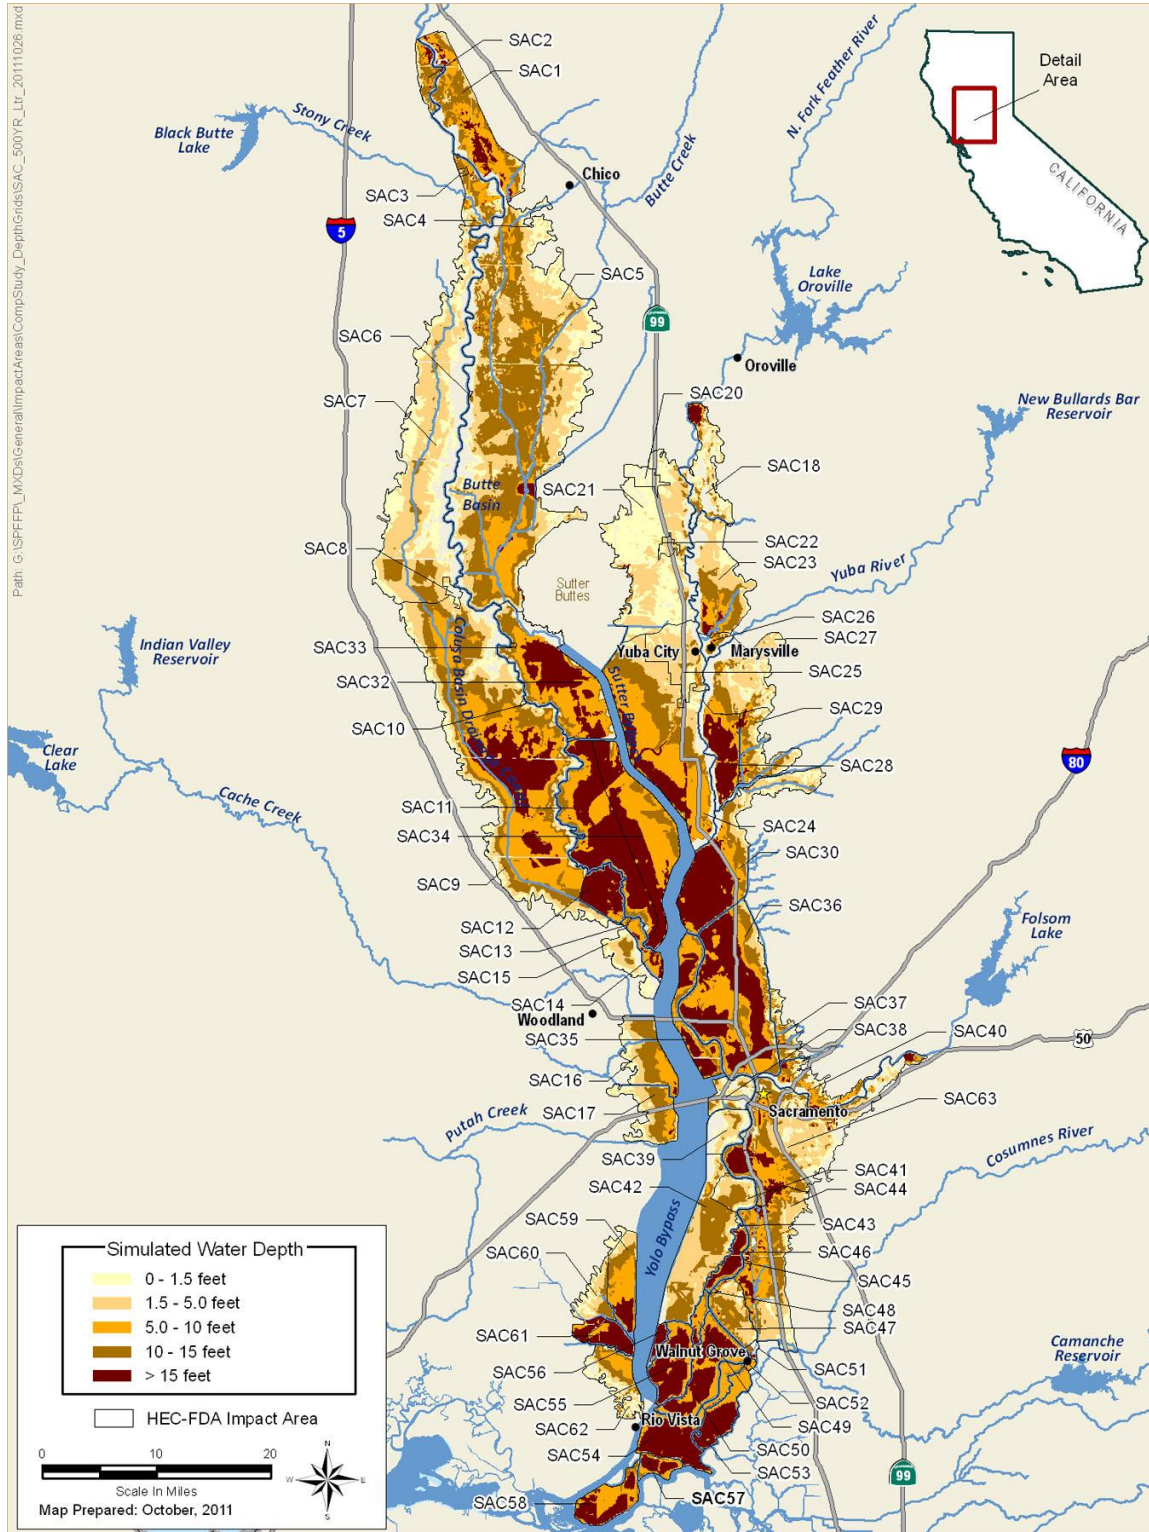 Path: G:\SPFFP\_MXDs\General\ImpactAreas\CompStudy_DepthGrids\SAC_500YR_Ltr_20111026.mxd
SAC2
SAC1
N. Fork Feather River
Detail
Area
CALIFORNIA
Stony Creek
Black Butte
Lake
Butte Creek
Chico
SAC3
SAC4
5
SAC5
Lake
Oroville
99
SAC6
Oroville
SAC7
SAC20
New Bullards Bar
Reservoir
SAC18
Butte
Basin
SAC21
SAC22
SAC8
SAC23
Yuba River
Sutter
Buttes
Colusa Basin Drainage Canal
SAC26
Indian Valley
Reservoir
SAC33
SAC27
Yuba City
Marysville
SAC32
Sutter Bypass
SAC25
SAC10
SAC29
Clear
Lake
80
SAC28
Cache Creek
SAC11
SAC24
SAC34
SAC30
SAC9
SAC36
SAC12
Folsom
Lake
SAC13
SAC15
SAC14
SAC37
Woodland
SAC38
SAC40
SAC35
50
SAC16
SAC63
Sacramento
SAC17
Putah Creek
Cosumnes River
SAC39
SAC41
SAC42
SAC44
SAC59
Yolo Bypass
SAC43
SAC60
SAC46
SAC45
SAC48
SAC47
SAC61
Walnut Grove
Camanche
Reservoir
SAC56
SAC51
SAC55
SAC52
SAC62
Rio Vista
SAC49
SAC54
SAC50
SAC53
99
SAC58
SAC57
Simulated Water Depth
0 - 1.5 feet
1.5 - 5.0 feet
5.0 - 10 feet
10 - 15 feet
> 15 feet
HEC-FDA Impact Area
0 10 20
Scale In Miles
N
W E
S
Map Prepared: October, 2011